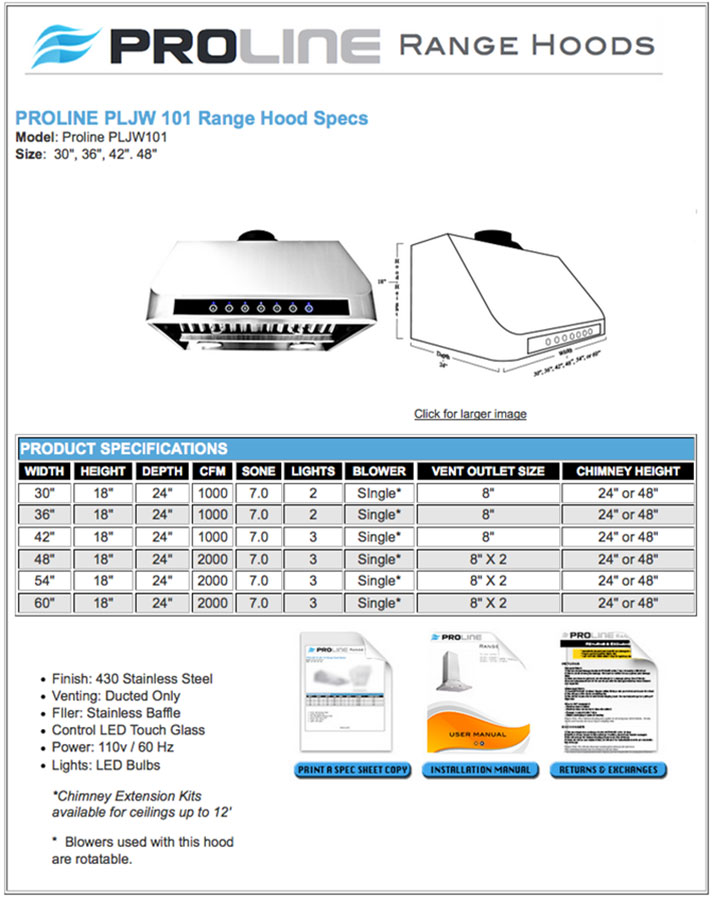 PROLINE RANGE HOODS
PROLINE PLJW 101 Range Hood Specs
Model: Proline PLJW101
Size: 30", 36", 42". 48"
18"
Depth
24"
Width
30", 36", 42", 48", 54", or 60"
Click for larger image
PRODUCT SPECIFICATIONS
WIDTH HEIGHT DEPTH CFM SONE LIGHTS BLOWER VENT OUTLET SIZE CHIMNEY HEIGHT
30" 18" 24" 1000 7.0 2 SIngle* 8" 24" or 48"
36" 18" 24" 1000 7.0 2 Single* 8" 24" or 48"
42" 18" 24" 1000 7.0 3 Single* 8" 24" or 48"
48" 18" 24" 2000 7.0 3 Single* 8" X 2 24" or 48"
54" 18" 24" 2000 7.0 3 Single* 8" X 2 24" or 48"
60" 18" 24" 2000 7.0 3 Single* 8" X 2 24" or 48"
• Finish: 430 Stainless Steel
• Venting: Ducted Only
• FIler: Stainless Baffle
• Control LED Touch Glass
• Power: 110v / 60 Hz
• Lights: LED Bulbs
*Chimney Extension Kits
available for ceilings up to 12'
* Blowers used with this hood
are rotatable.
PROLINE RANGE
PRINT A SPEC SHEET COPY
PROLINE RANGE
USER MANUAL
INSTALLATION MANUAL
PROLINE RANGE
RETURNS & EXCHANGES